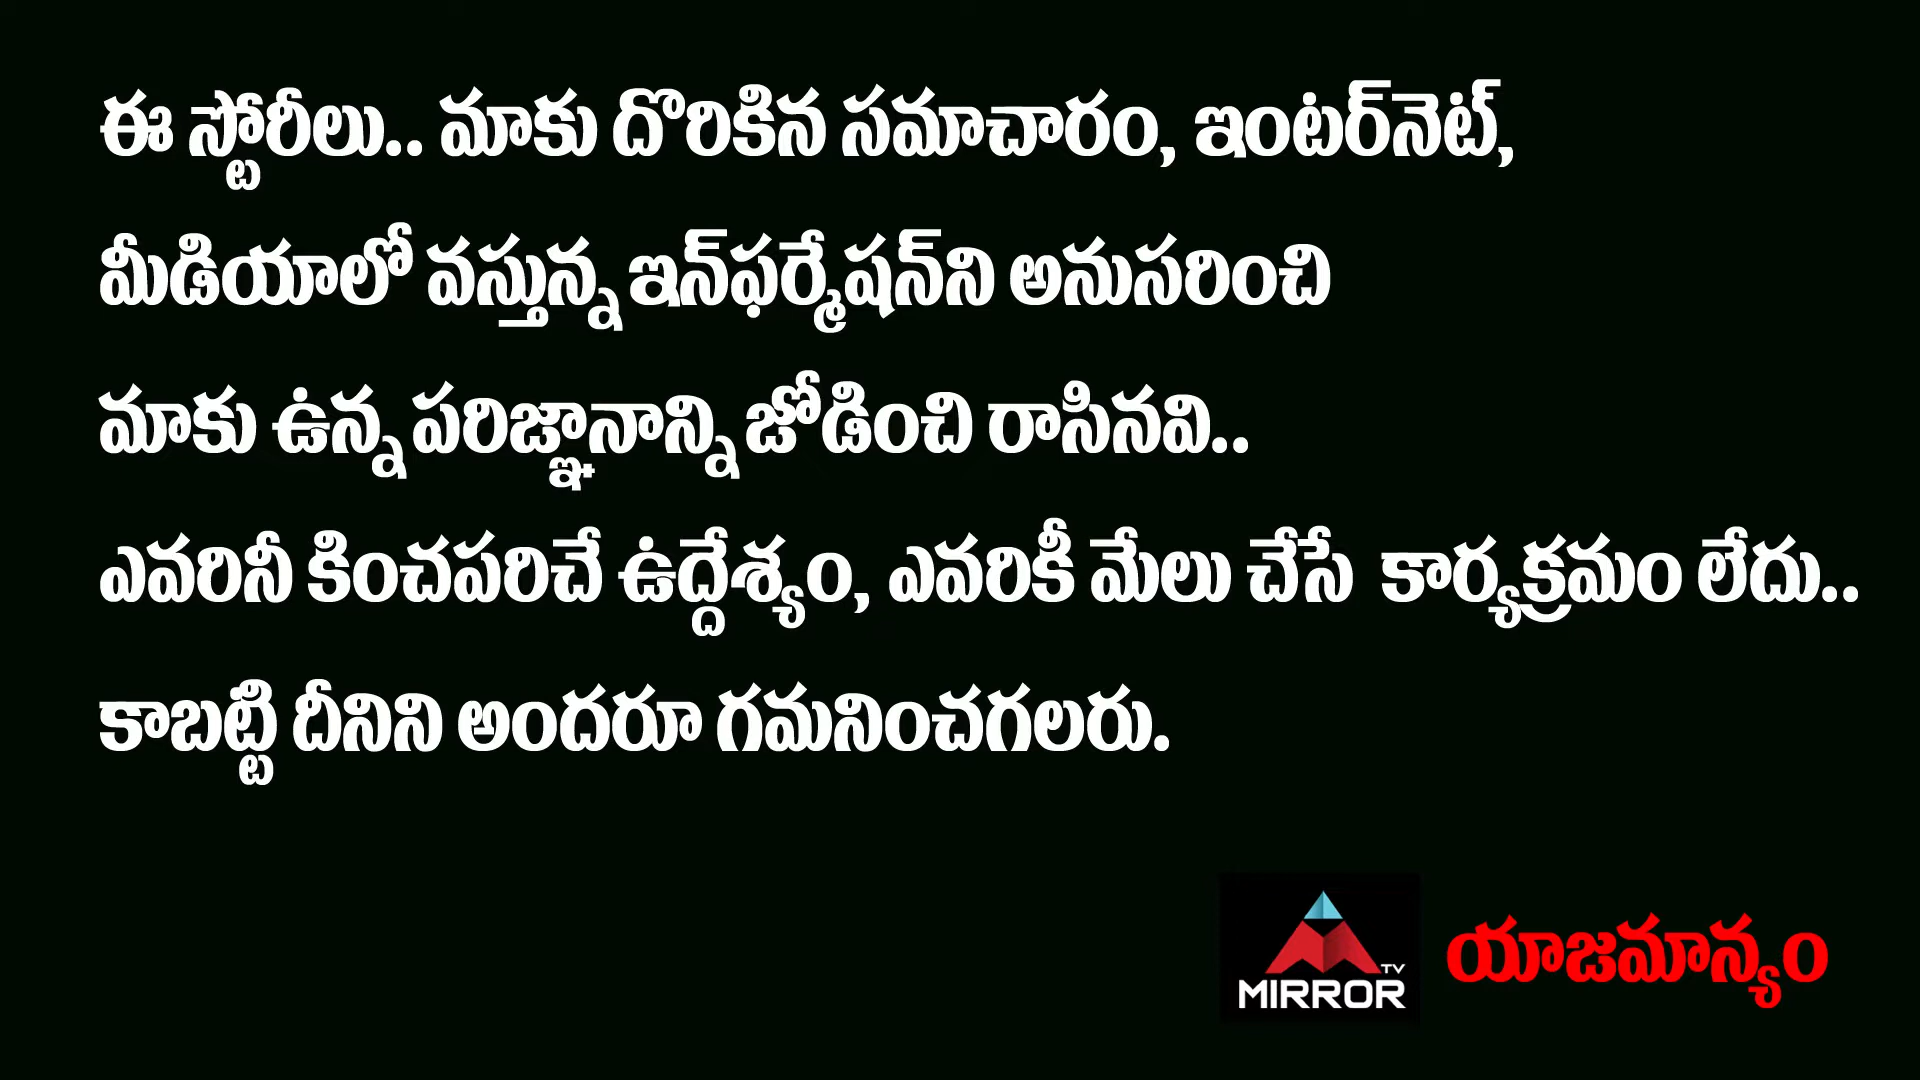 ఈ స్టోరీలు.. మాకు దొరికిన సమాచారం, ఇంటర్‌నెట్,
మీడియాలో వస్తున్న ఇన్‌ఫర్మేషన్‌ని అనుసరించి
మాకు ఉన్న పరిజ్ఞానాన్ని జోడించి రాసినవి..
ఎవరినీ కించపరిచే ఉద్దేశ్యం, ఎవరికీ మేలు చేసే కార్యక్రమం లేదు..
కాబట్టి దీనిని అందరూ గమనించగలరు.
TV
MIRROR
యాజమాన్యం